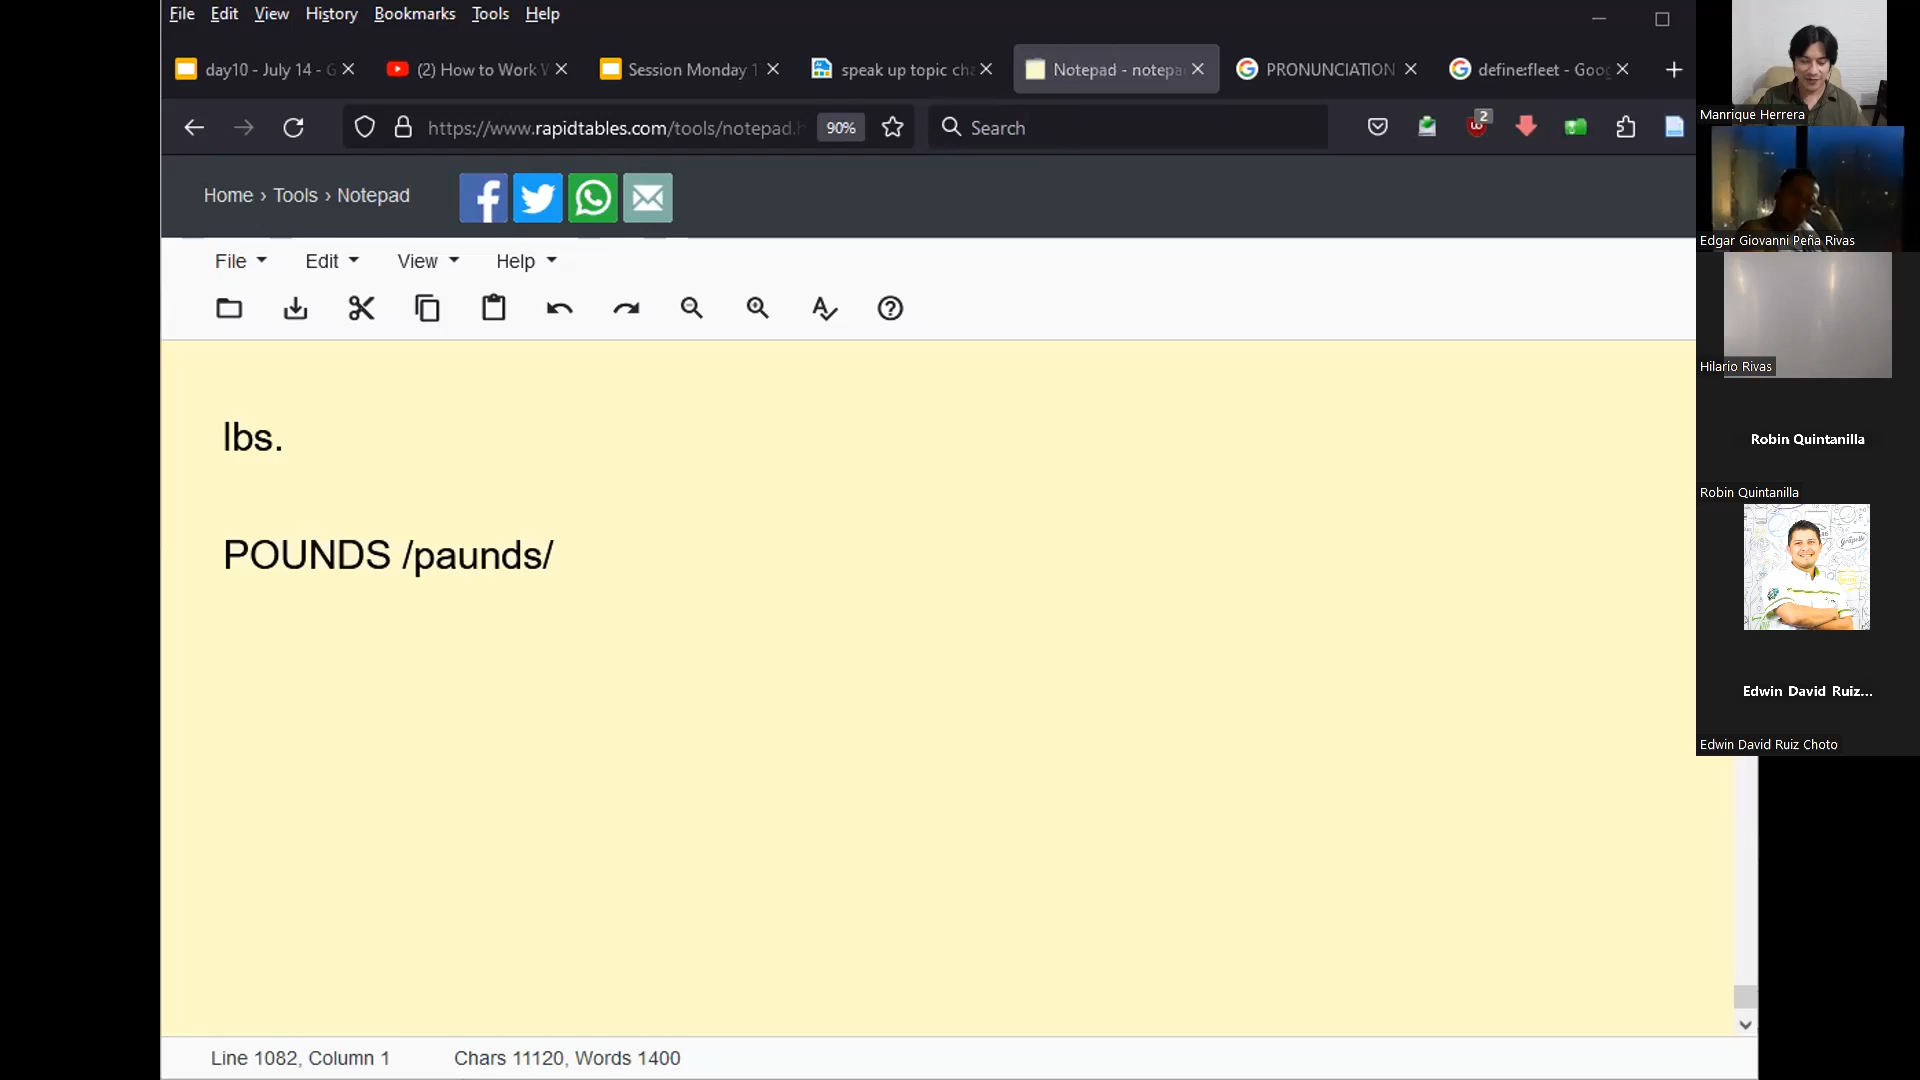 File Edit View History Bookmarks Tools Help
day10 - July 14 - G
(2) How to Work V
Session Monday 1
speak up topic cha
Notepad - notepa
PRONUNCIATION
define:fleet - Goog
https://www.rapidtables.com/tools/notepad.h
90%
Search
2
Home › Tools › Notepad
File Edit View Help
lbs.
POUNDS /paunds/
Line 1082, Column 1 Chars 11120, Words 1400
Manrique Herrera
Edgar Giovanni Peña Rivas
Hilario Rivas
Robin Quintanilla
Robin Quintanilla
Edwin David Ruiz...
Edwin David Ruiz Choto